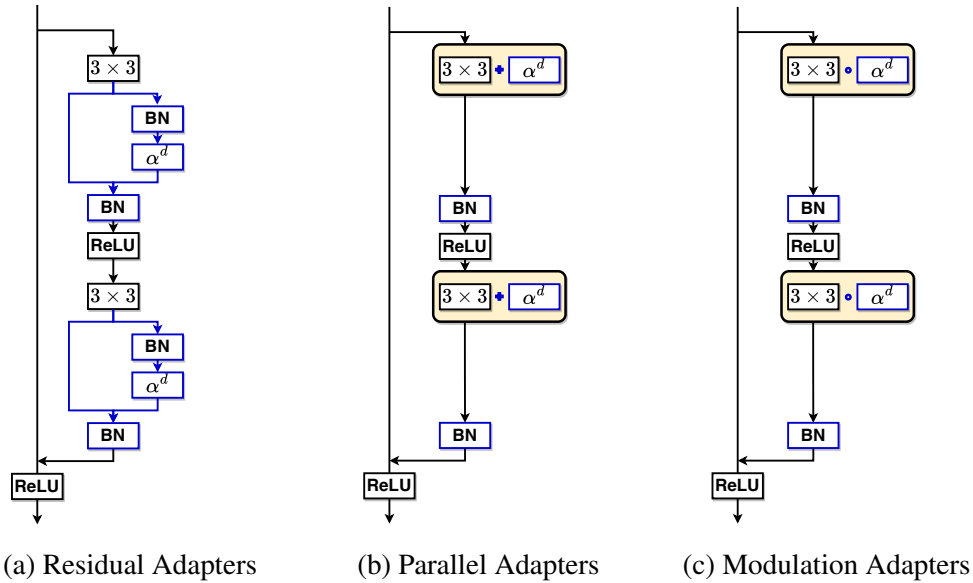 3 × 3
BN
α^d
BN
ReLU
3 × 3
BN
α^d
BN
ReLU
(a) Residual Adapters
3 × 3 + α^d
BN
ReLU
3 × 3 + α^d
BN
ReLU
(b) Parallel Adapters
3 × 3 ∘ α^d
BN
ReLU
3 × 3 ∘ α^d
BN
ReLU
(c) Modulation Adapters